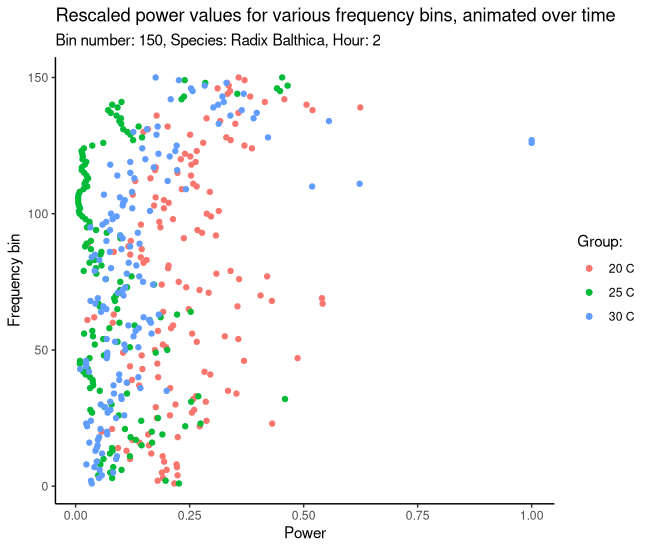 Rescaled power values for various frequency bins, animated over time
Bin number: 150, Species: Radix Balthica, Hour: 2
150
100
50
0
Frequency bin
0.00
0.25
0.50
0.75
1.00
Power
Group:
20 C
25 C
30 C